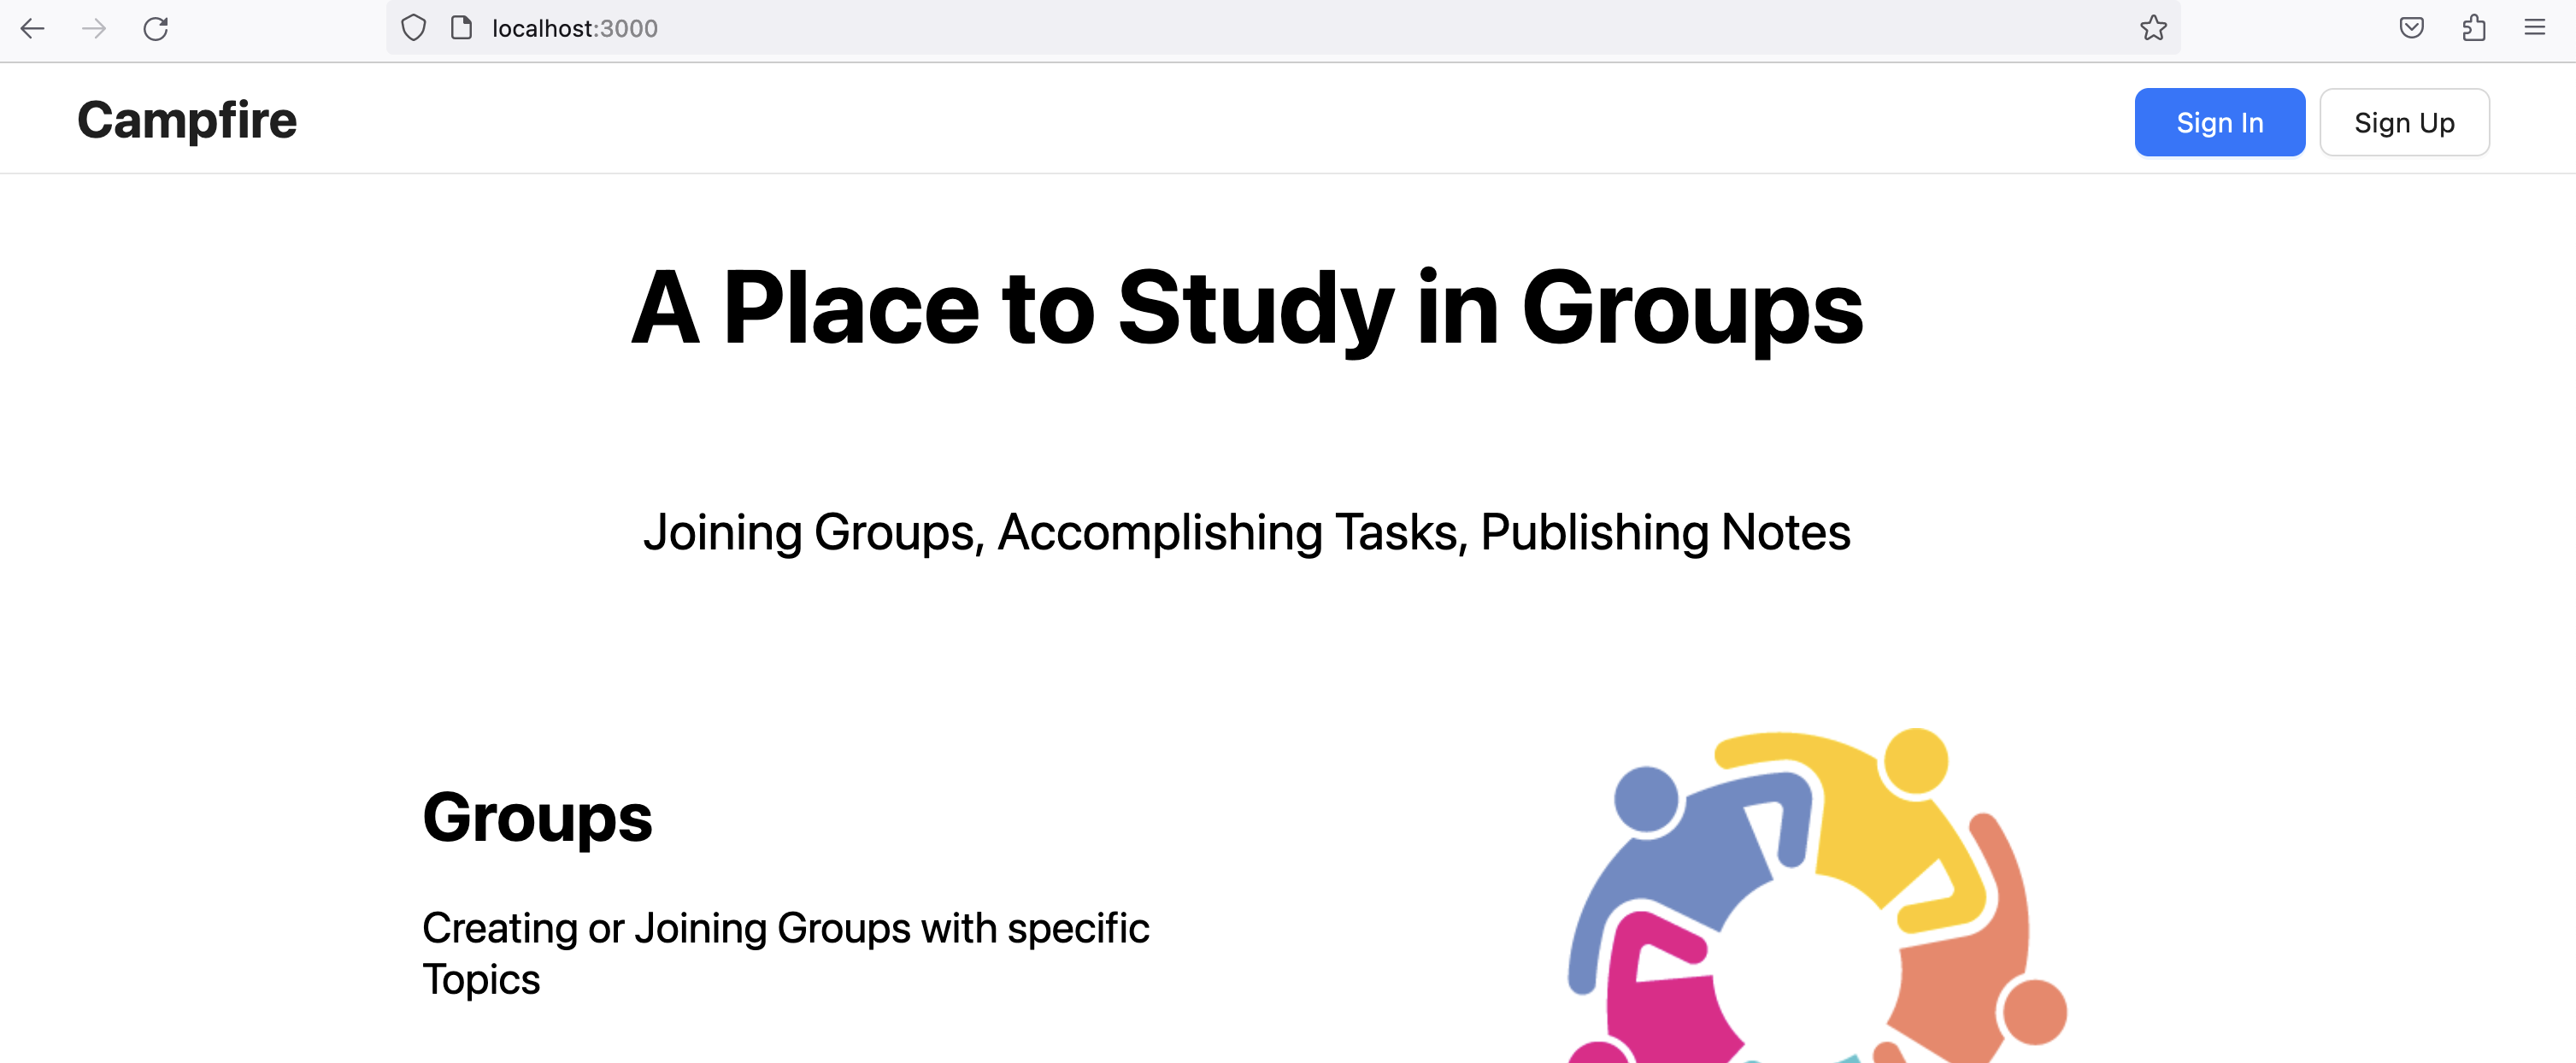 localhost:3000
Campfire
Sign In
Sign Up
A Place to Study in Groups
Joining Groups, Accomplishing Tasks, Publishing Notes
Groups
Creating or Joining Groups with specific
Topics